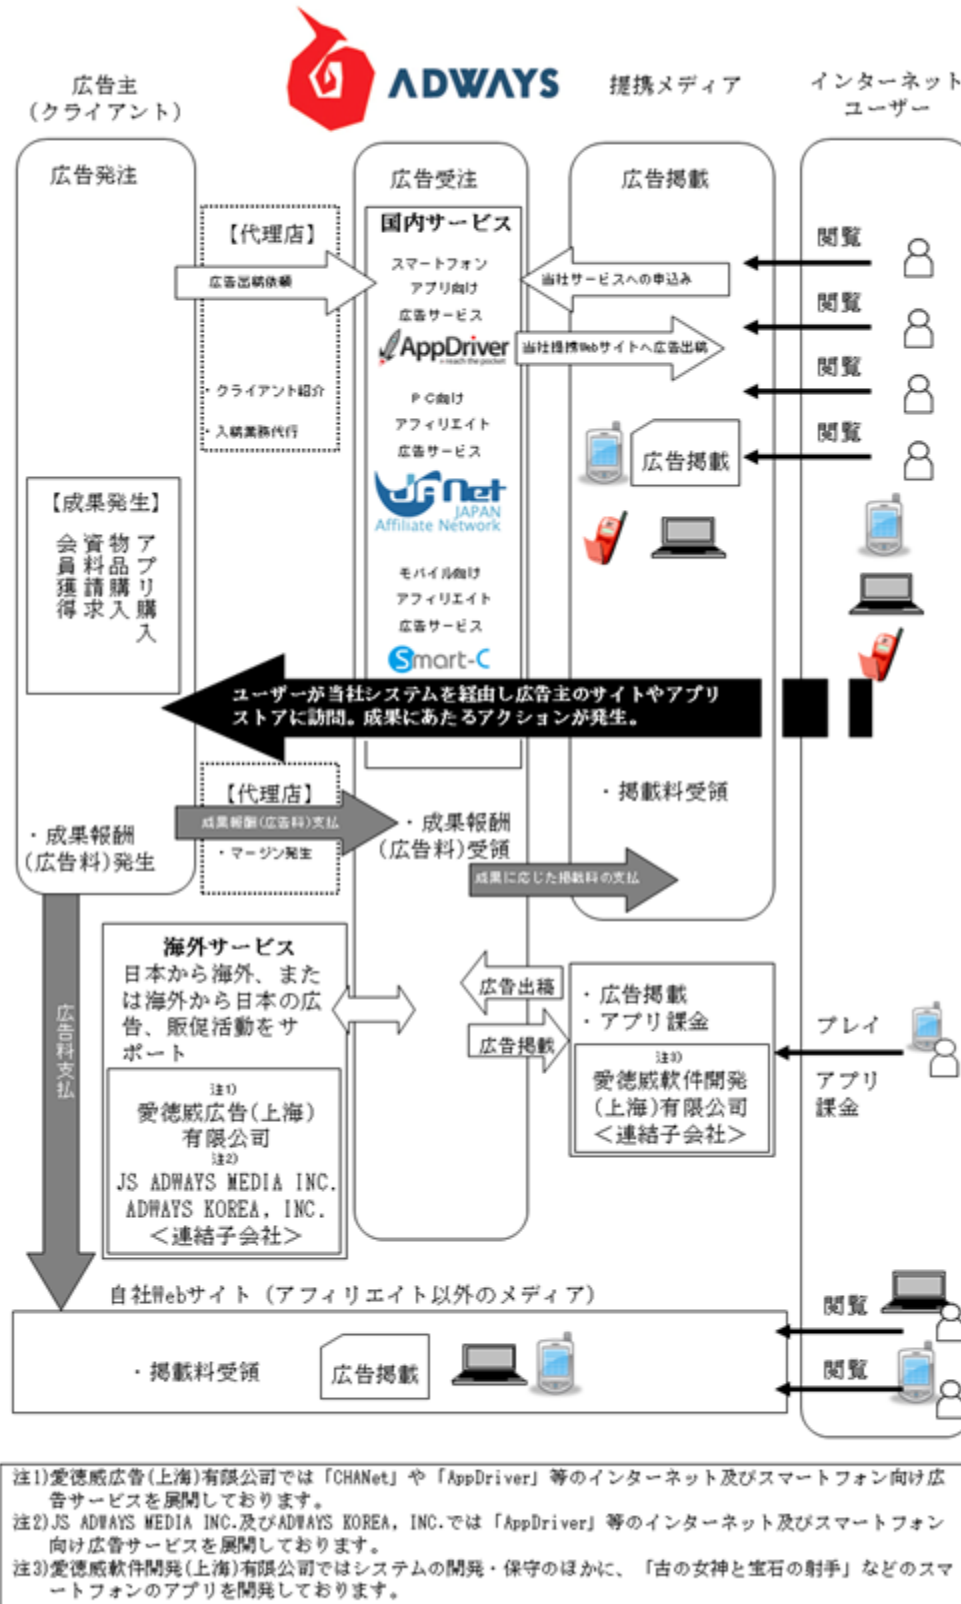 広告主
(クライアント)
ADWAYS
提携メディア
インターネット
ユーザー
広告発注
広告受注
広告掲載
【代理店】
広告出稿依頼
・クライアント紹介
・入稿業務代行
国内サービス
スマートフォン
アプリ向け
広告サービス
AppDriver
reach the pocket
PC向け
アフィリエイト
広告サービス
JANet
JAPAN
Affiliate Network
モバイル向け
アフィリエイト
広告サービス
Smart-C
当社サービスへの申込み
当社提携Webサイトへ広告出稿
広告掲載
閲覧
閲覧
閲覧
閲覧
【成果発生】
アプリ購入
物品購入
資料請求
会員獲得
ユーザーが当社システムを経由し広告主のサイトやアプリ
ストアに訪問。成果にあたるアクションが発生。
・成果報酬
(広告料)発生
【代理店】
成果報酬(広告料)支払
・マージン発生
・成果報酬
(広告料)受領
・掲載料受領
成果に応じた掲載料の支払
広告料支払
海外サービス
日本から海外、また
は海外から日本の広
告、販促活動をサ
ポート
注1)
愛徳威広告(上海)
有限公司
注2)
JS ADWAYS MEDIA INC.
ADWAYS KOREA, INC.
<連結子会社>
広告出稿
広告掲載
・広告掲載
・アプリ課金
注3)
愛徳威軟件開発
(上海)有限公司
<連結子会社>
プレイ
アプリ
課金
自社Webサイト(アフィリエイト以外のメディア)
・掲載料受領
広告掲載
閲覧
閲覧
注1)愛徳威広告(上海)有限公司では「CHANet」や「AppDriver」等のインターネット及びスマートフォン向け広
告サービスを展開しております。
注2)JS ADWAYS MEDIA INC.及びADWAYS KOREA, INC.では「AppDriver」等のインターネット及びスマートフォン
向け広告サービスを展開しております。
注3)愛徳威軟件開発(上海)有限公司ではシステムの開発・保守のほかに、「古の女神と宝石の射手」などのスマ
ートフォンのアプリを開発しております。